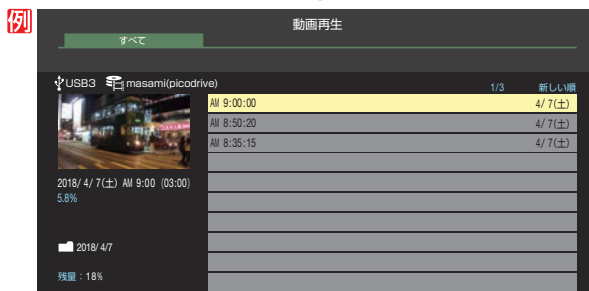 例
動画再生
すべて
USB3 masami(picodrive)
1/3 新しい順
AM 9:00:00 4/ 7(土)
AM 8:50:20 4/ 7(土)
AM 8:35:15 4/ 7(土)
2018/ 4/ 7(土) AM 9:00 (03:00)
5.8%
2018/ 4/7
残量：18%